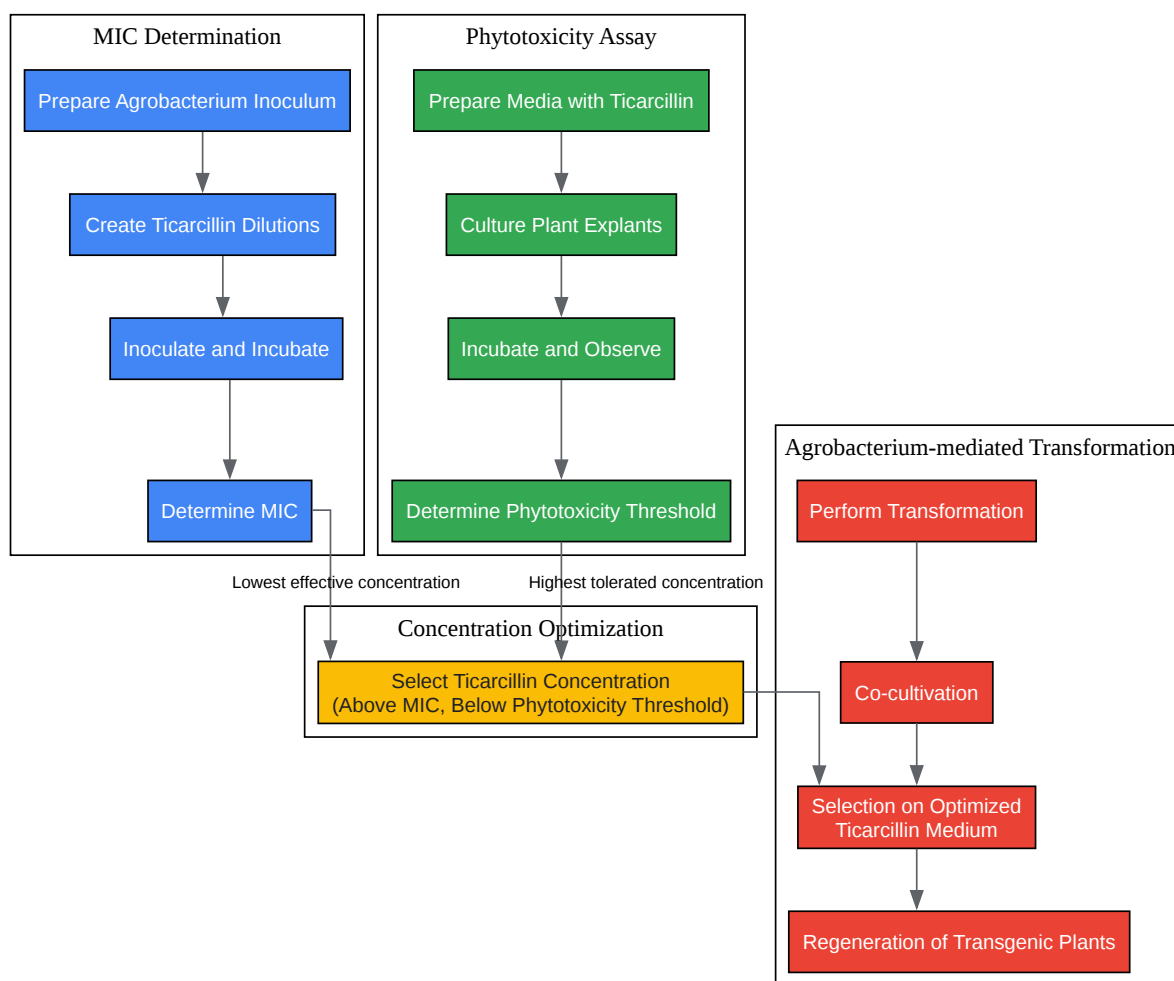 MIC Determination
Prepare Agrobacterium Inoculum
Create Ticarcillin Dilutions
Inoculate and Incubate
Determine MIC
Phytotoxicity Assay
Prepare Media with Ticarcillin
Culture Plant Explants
Incubate and Observe
Determine Phytotoxicity Threshold
Lowest effective concentration
Highest tolerated concentration
Concentration Optimization
Select Ticarcillin Concentration
(Above MIC, Below Phytotoxicity Threshold)
Agrobacterium-mediated Transformation
Perform Transformation
Co-cultivation
Selection on Optimized
Ticarcillin Medium
Regeneration of Transgenic Plants